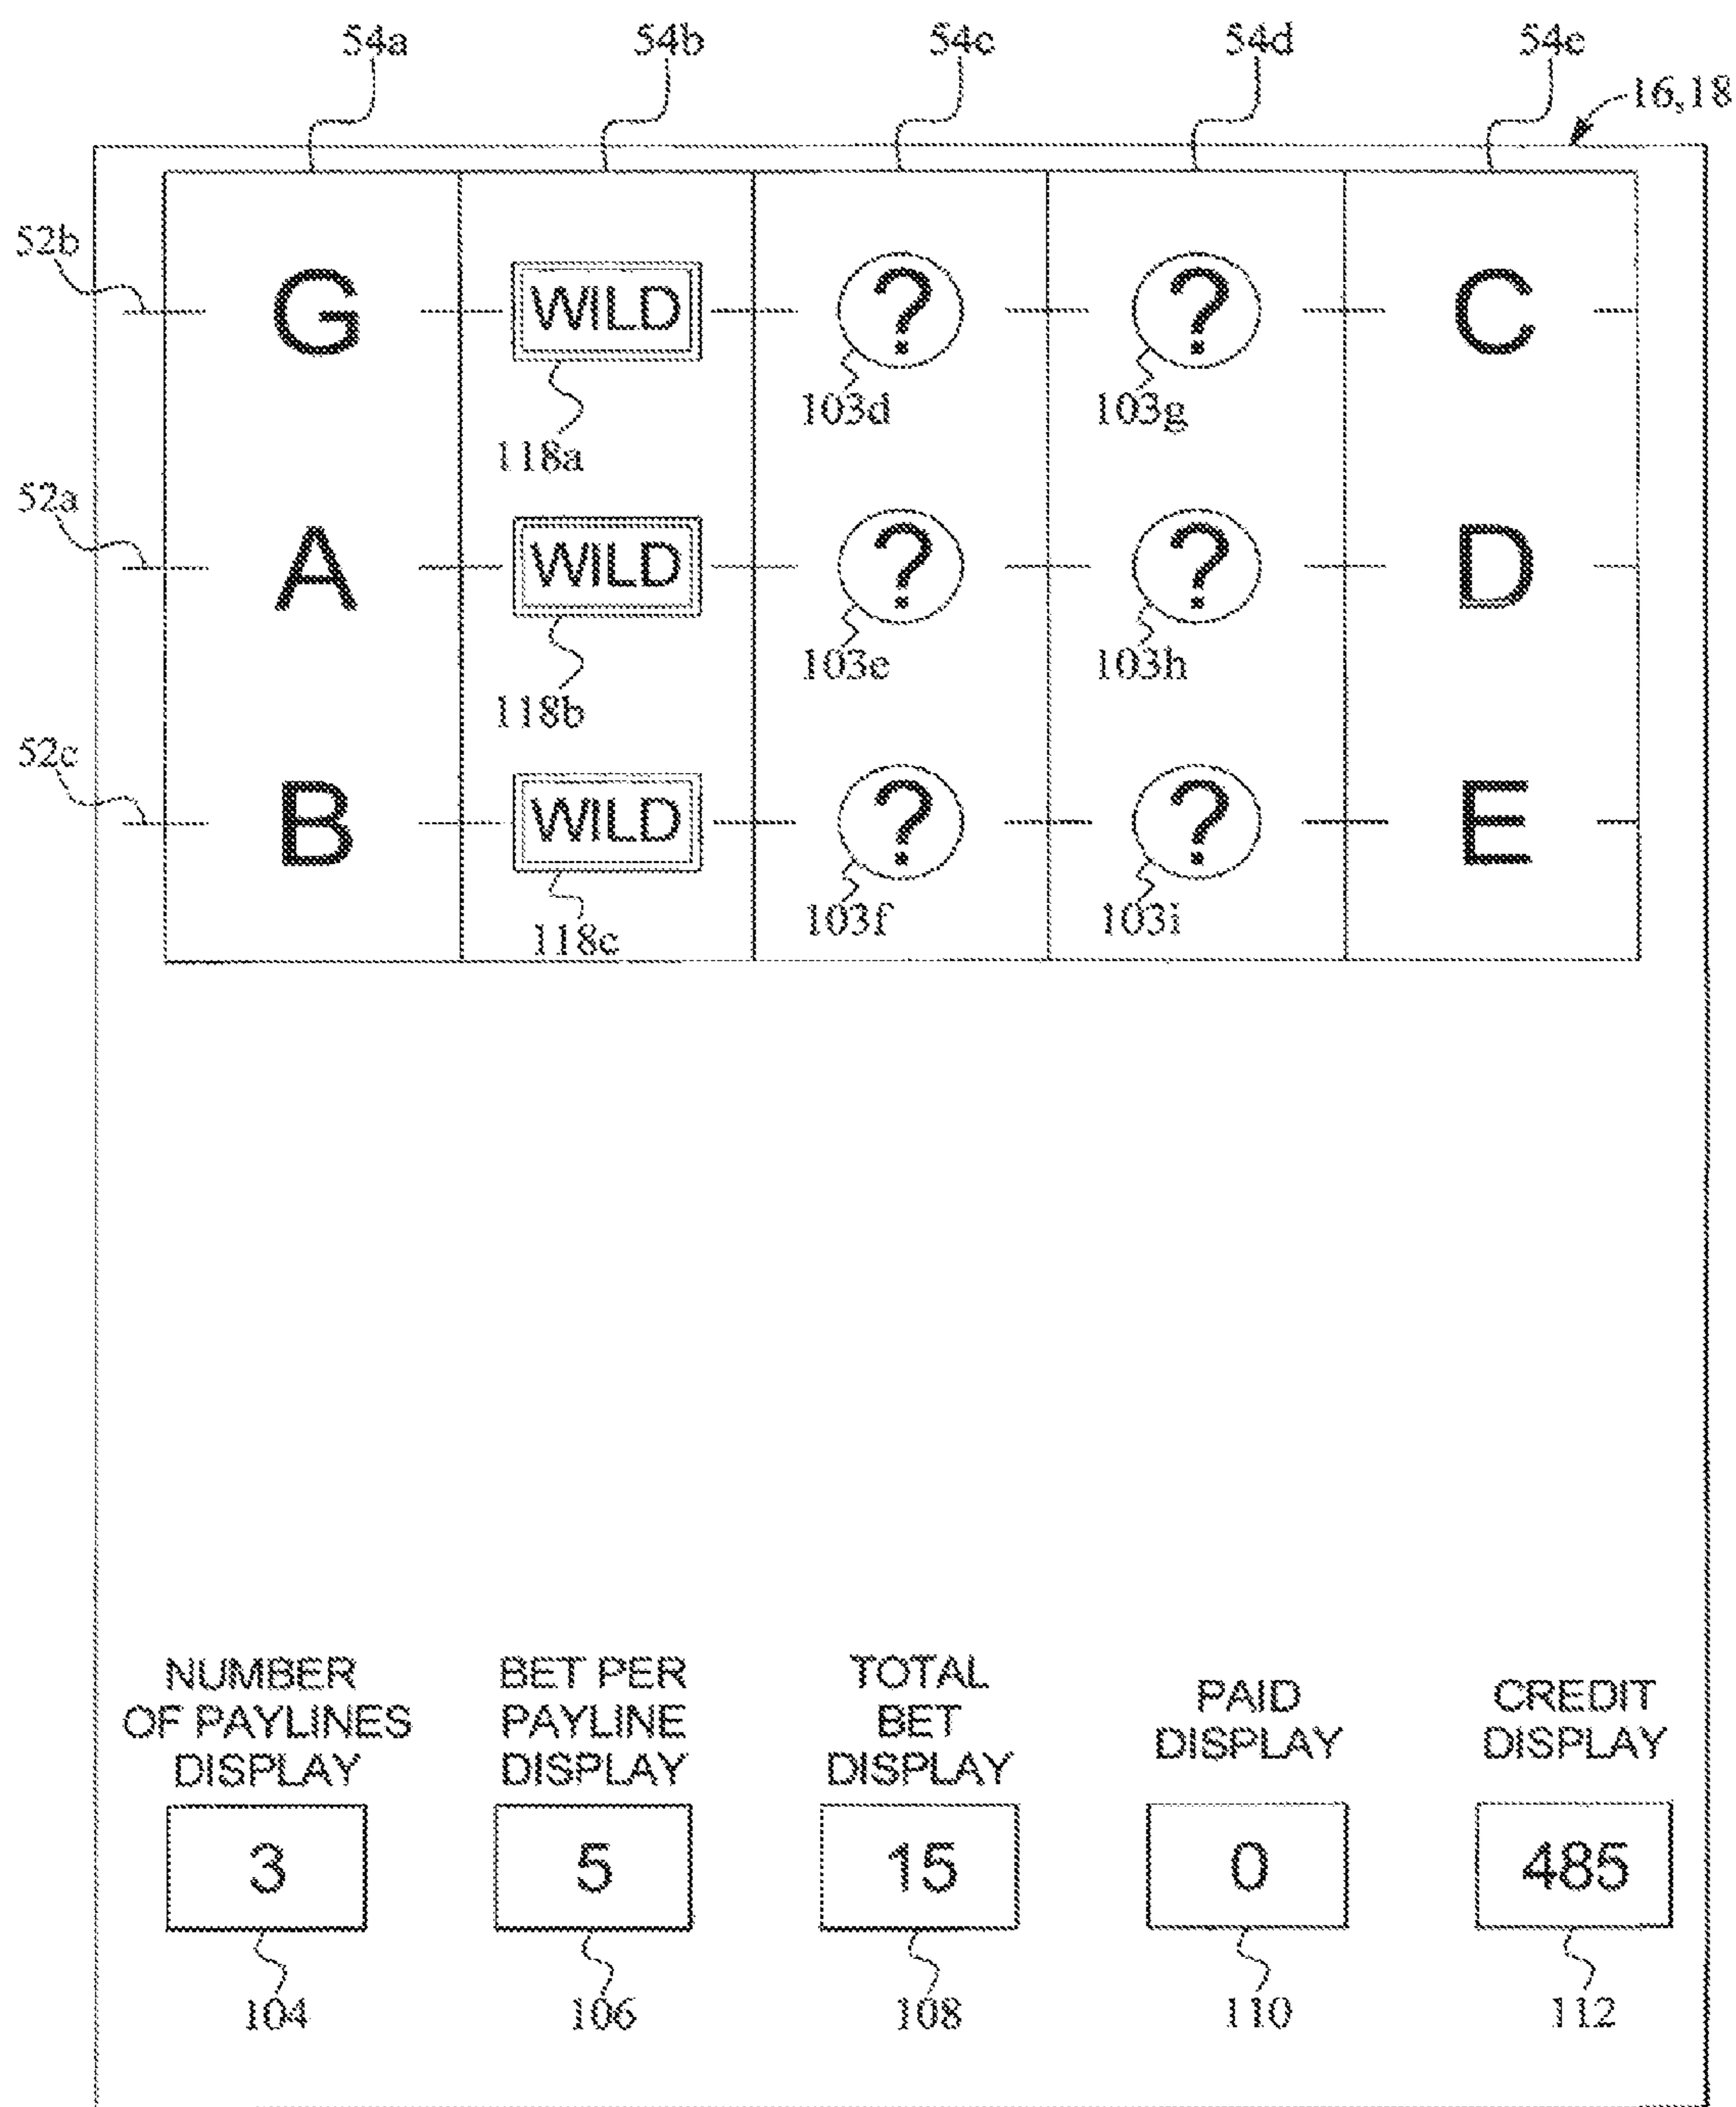 54a 54b 54c 54d 54e
16,18
52b
G WILD ? ? C
103d 103g
118a
52a
A WILD ? ? D
103e 103h
118b
52c
B WILD ? ? E
103f 103i
118c
NUMBER
OF PAYLINES
DISPLAY
3
104
BET PER
PAYLINE
DISPLAY
5
106
TOTAL
BET
DISPLAY
15
108
PAID
DISPLAY
0
110
CREDIT
DISPLAY
485
112